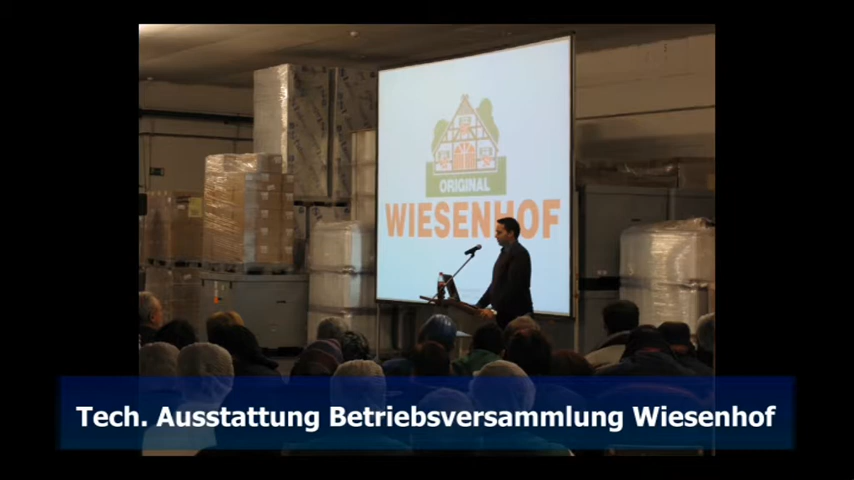 ORIGINAL
WIESENHOF
Tech. Ausstattung Betriebsversammlung Wiesenhof